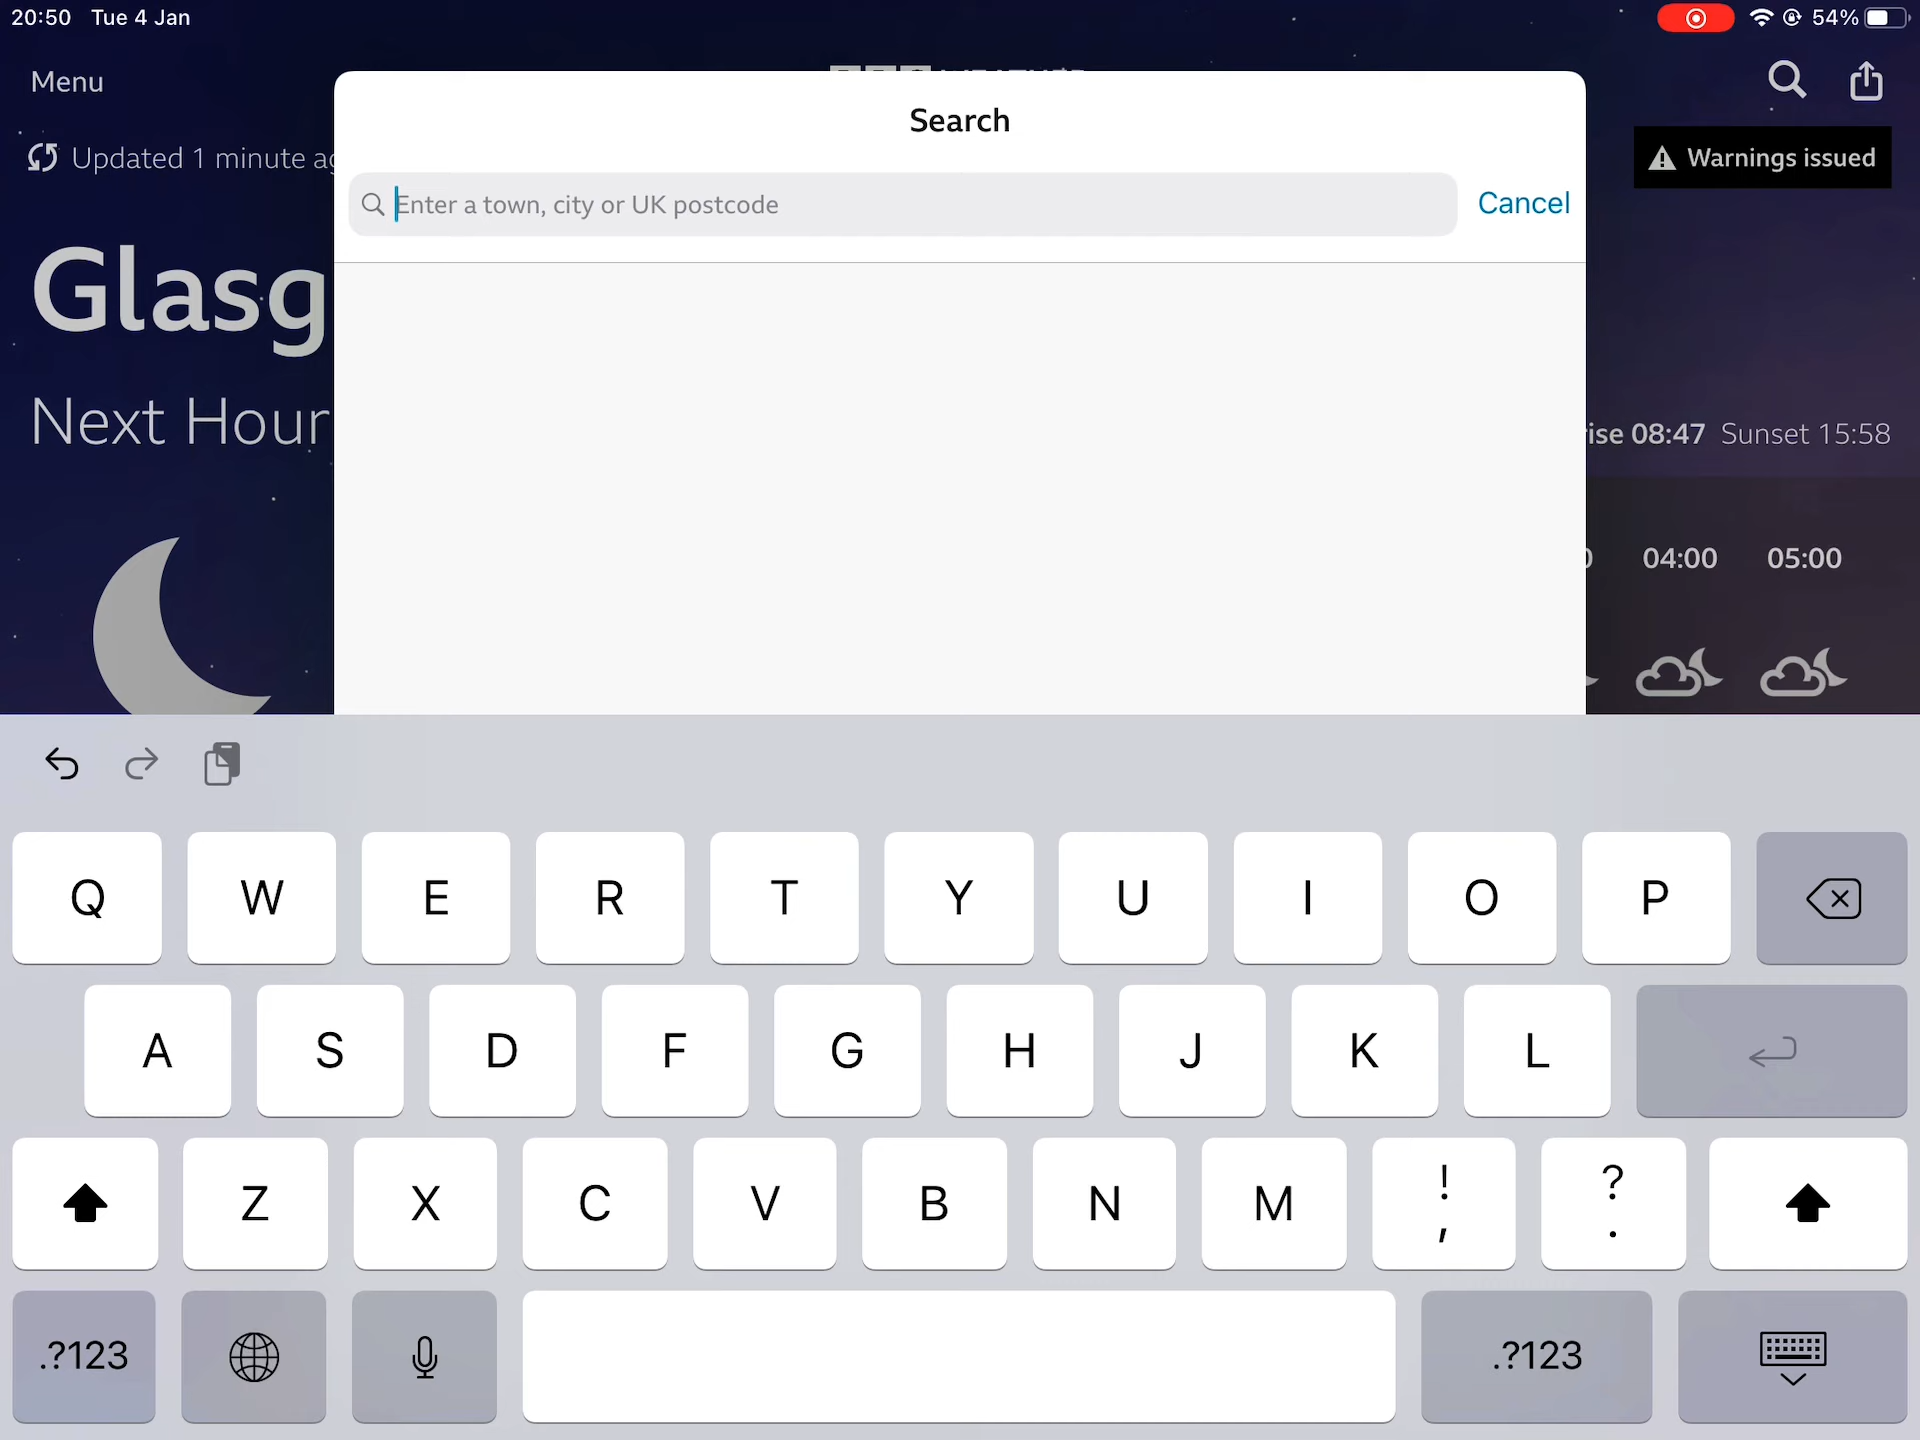 20:50 Tue 4 Jan
54%
Menu
Search
Updated 1 minute ag
Warnings issued
Enter a town, city or UK postcode
Cancel
Glasg
Next Hour
ise 08:47 Sunset 15:58
04:00 05:00
Q W E R T Y U I O P
A S D F G H J K L
Z X C V B N M ! , ? .
.?123 .?123